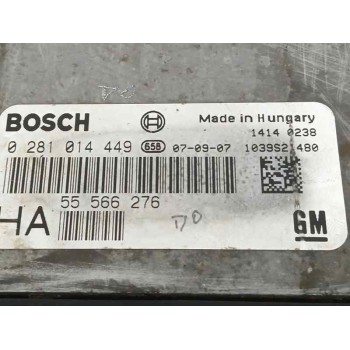 BOSCH Made in Hungary
1414 0238
0 281 014 449 658 07-09-07 1039S21480
HA 55 566 276
DO
GM